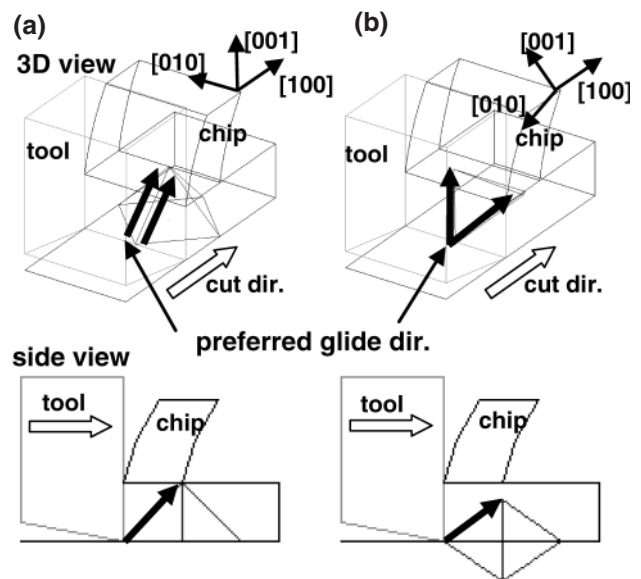 (a)
3D view
[001]
[010]
[100]
chip
tool
cut dir.
(b)
[001]
[100]
[010]
chip
tool
cut dir.
preferred glide dir.
side view
tool
chip
tool
chip